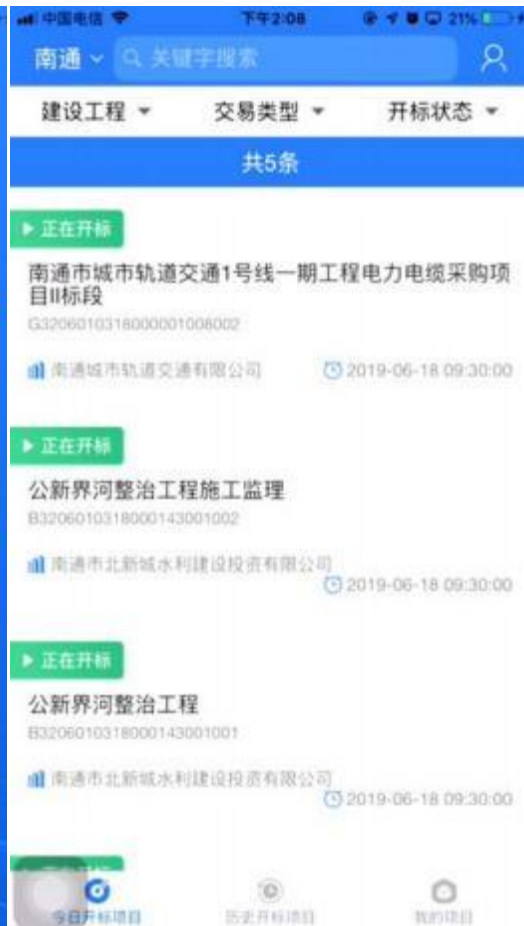 中国电信 下午2:08 21%
南通 关键字搜索
建设工程 交易类型 开标状态
共5条
正在开标
南通市城市轨道交通1号线一期工程电力电缆采购项
目II标段
G3206010318000001008002
南通城市轨道交通有限公司 2019-06-18 09:30:00
正在开标
公新界河整治工程施工监理
B3206010318000143001002
南通市北新城水利建设投资有限公司
2019-06-18 09:30:00
正在开标
公新界河整治工程
B3206010318000143001001
南通市北新城水利建设投资有限公司
2019-06-18 09:30:00
今日开标项目 历史开标项目 我的项目